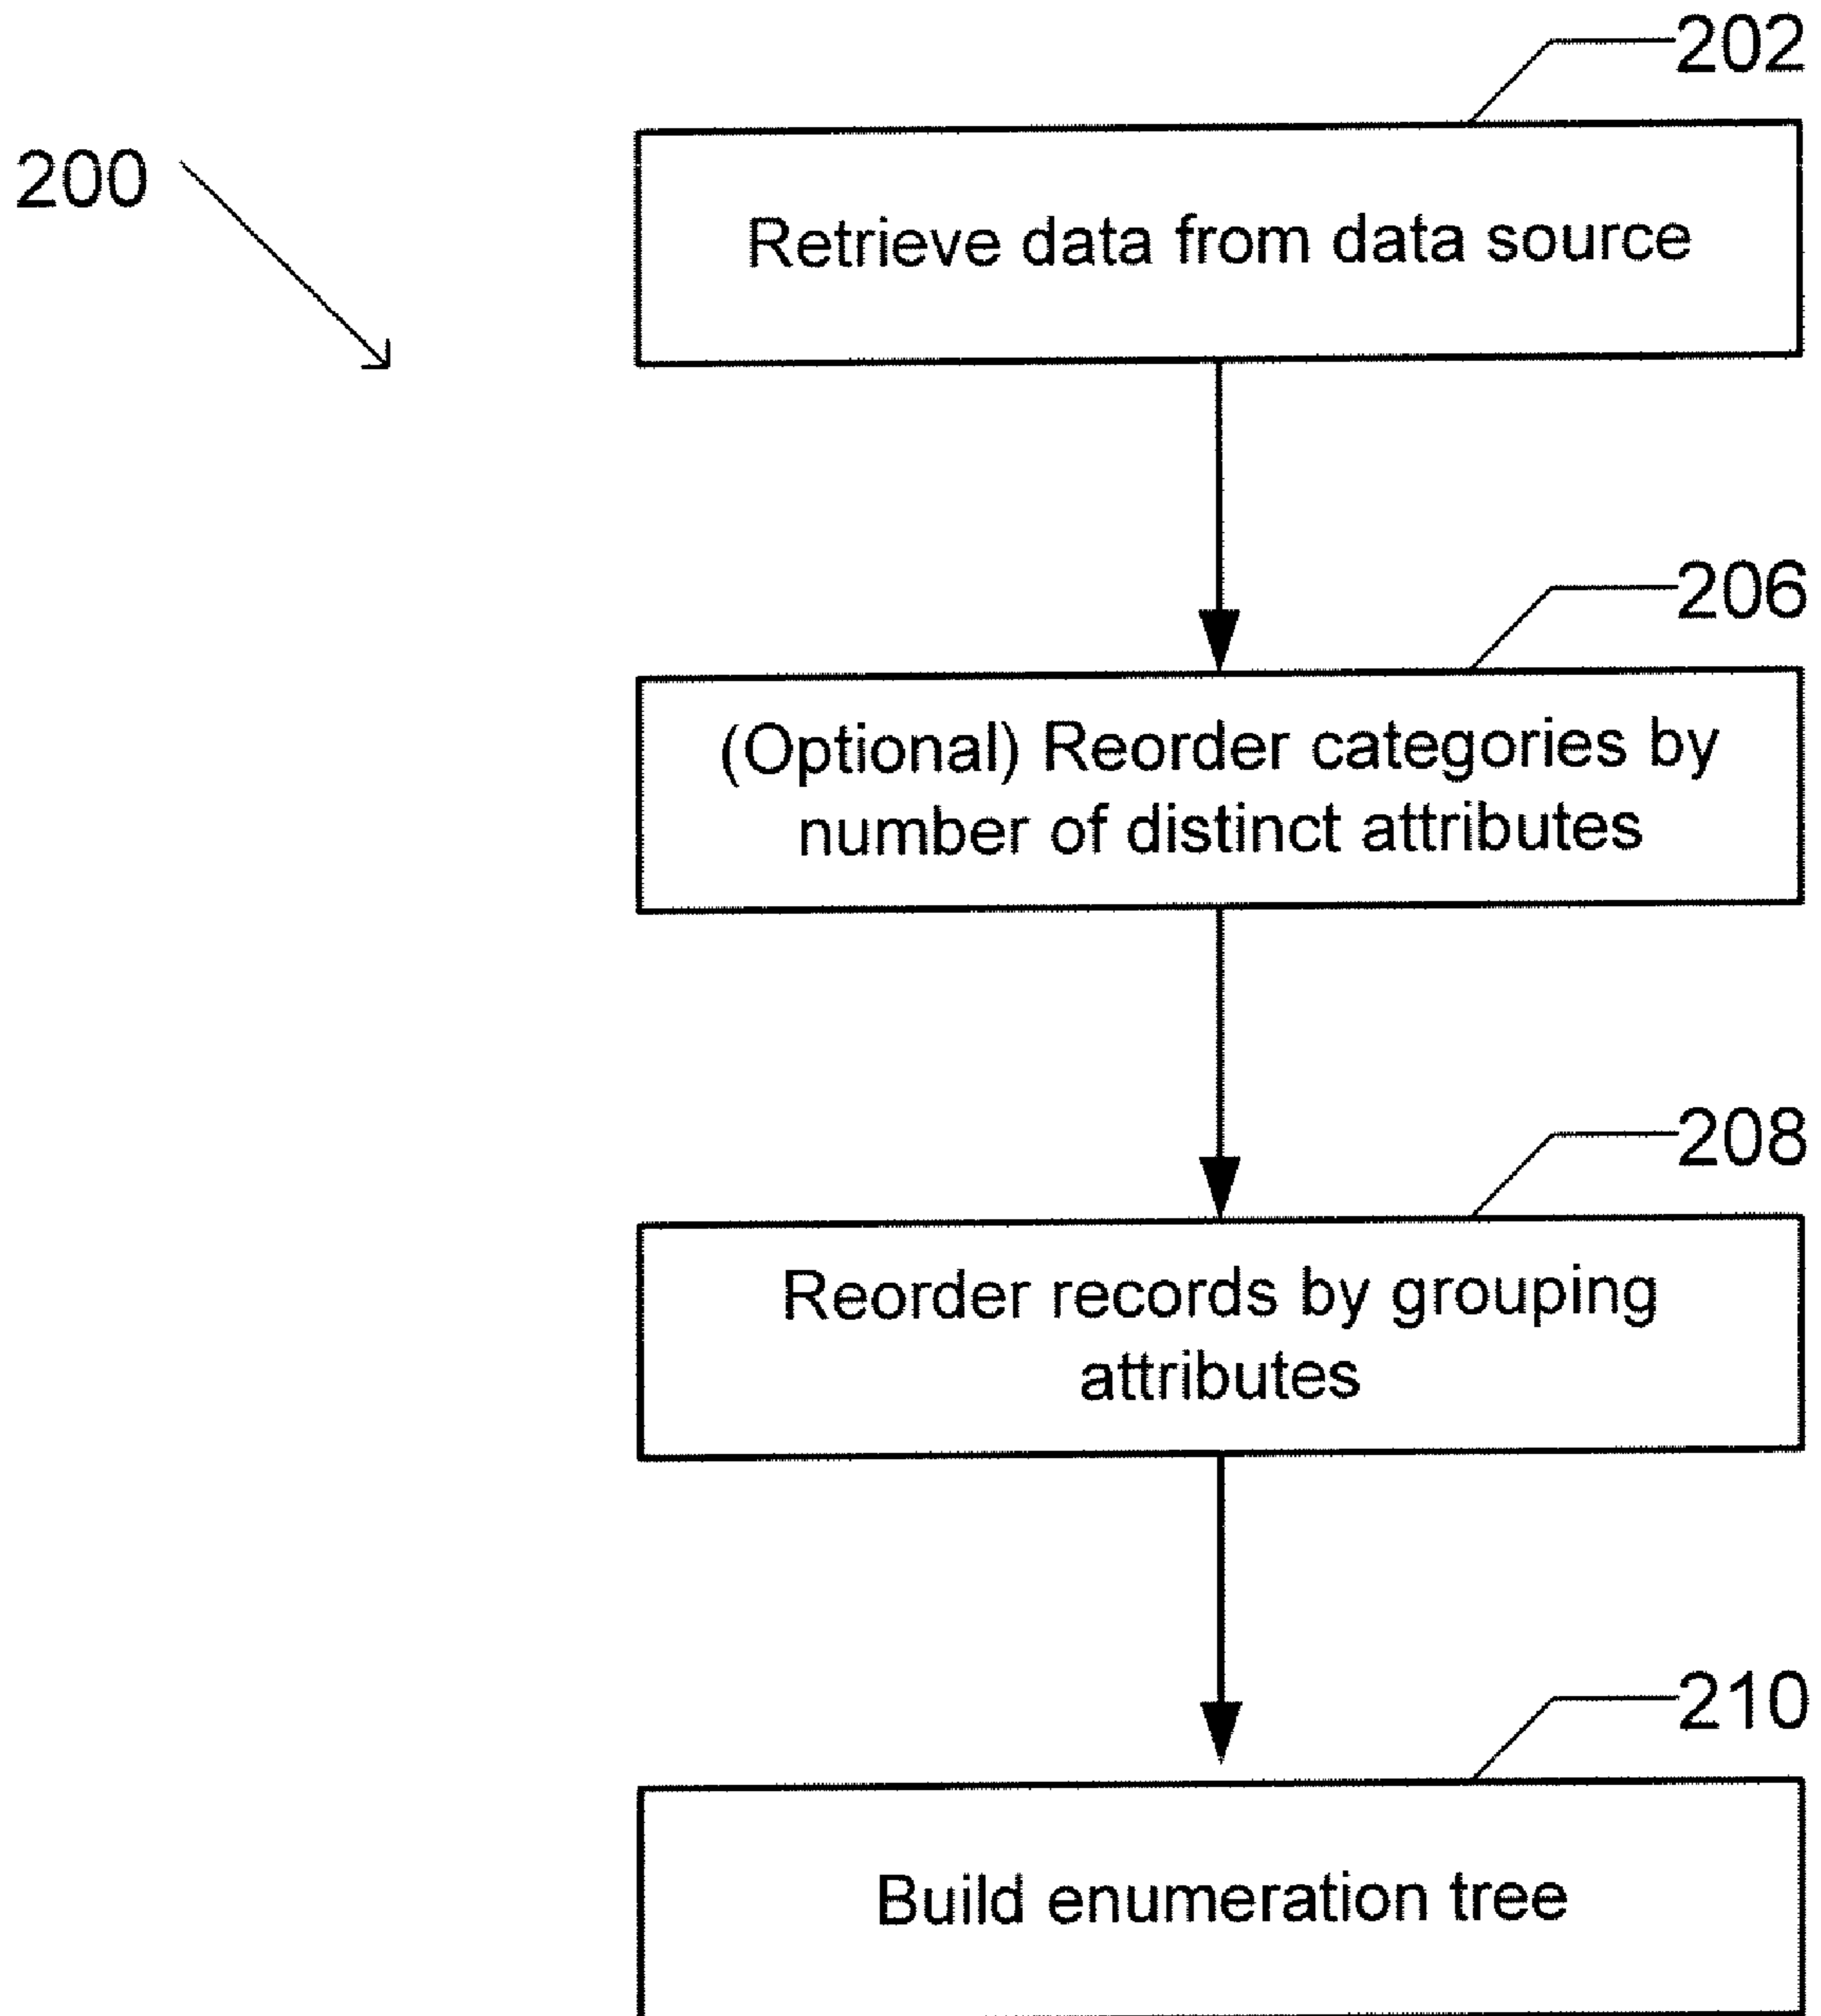 202
200
Retrieve data from data source
206
(Optional) Reorder categories by
number of distinct attributes
208
Reorder records by grouping
attributes
210
Build enumeration tree